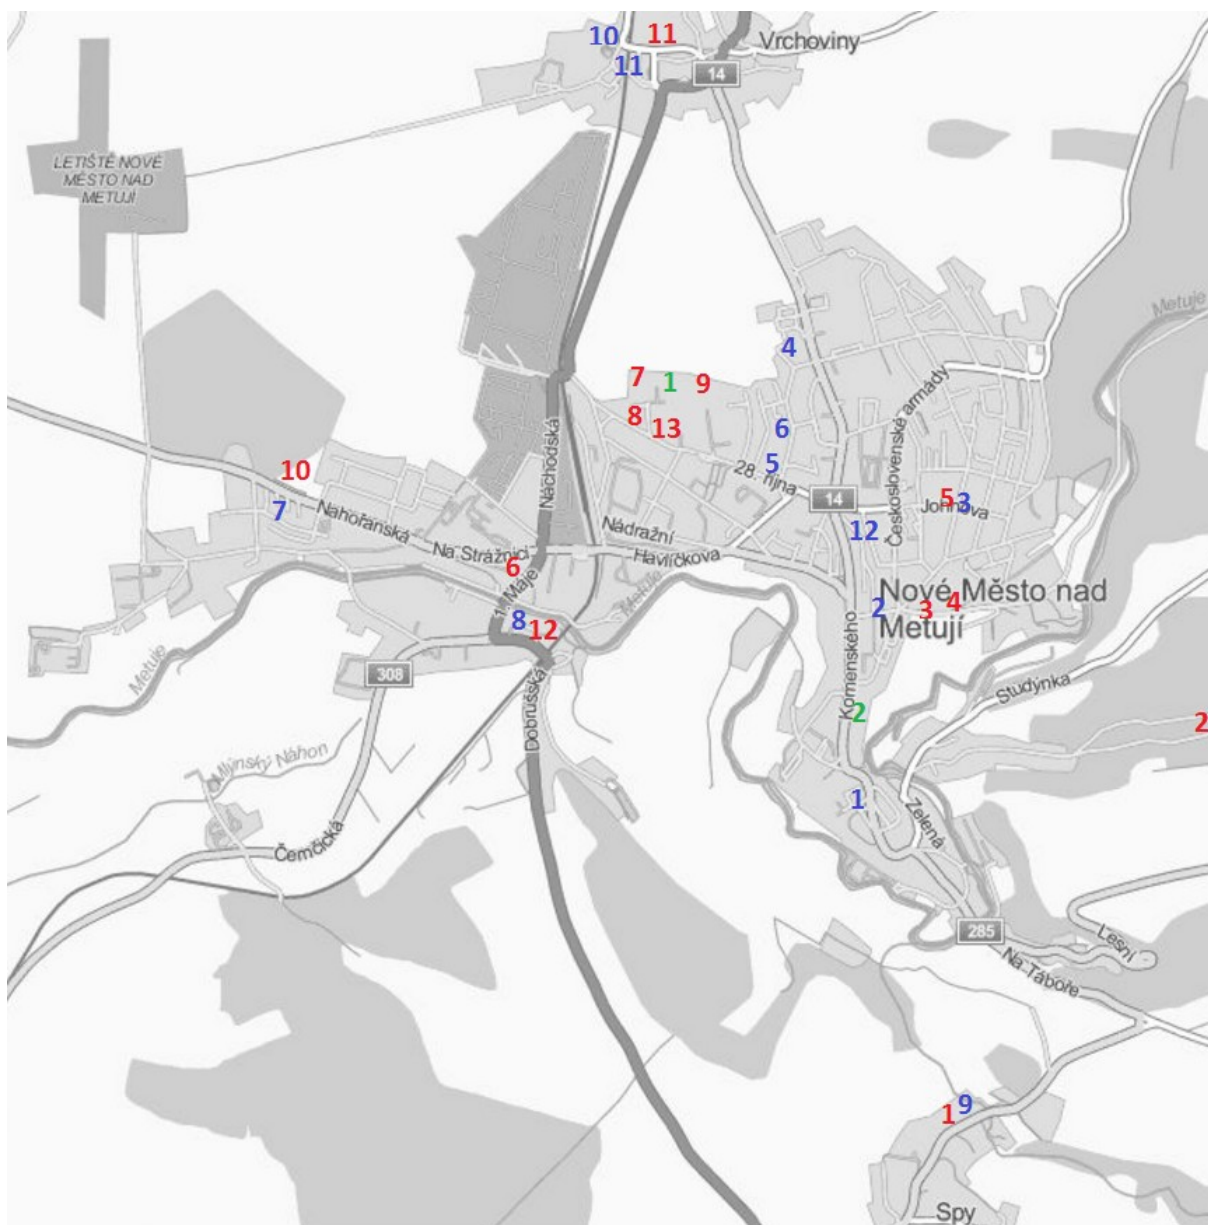 10
11
Vrchoviny
11
14
LETIŠTĚ NOVÉ
MĚSTO NAD
METUJÍ
Metuje
4
7
1
9
8
13
6
Československé armády
10
5
28. října
Náchodská
7
14
5
3
Johnova
Nahořanská
12
Nádražní
Na Strážnici
Havlíčkova
6
1. Máje
Metuje
Nové Město nad
Metují
2
3
4
8
12
Metuje
308
Komenského
Studýnka
Dobrušská
2
2
Mlýnský Náhon
1
Zelená
Čemčická
285
Lesní
Na Táboře
9
1
Spy